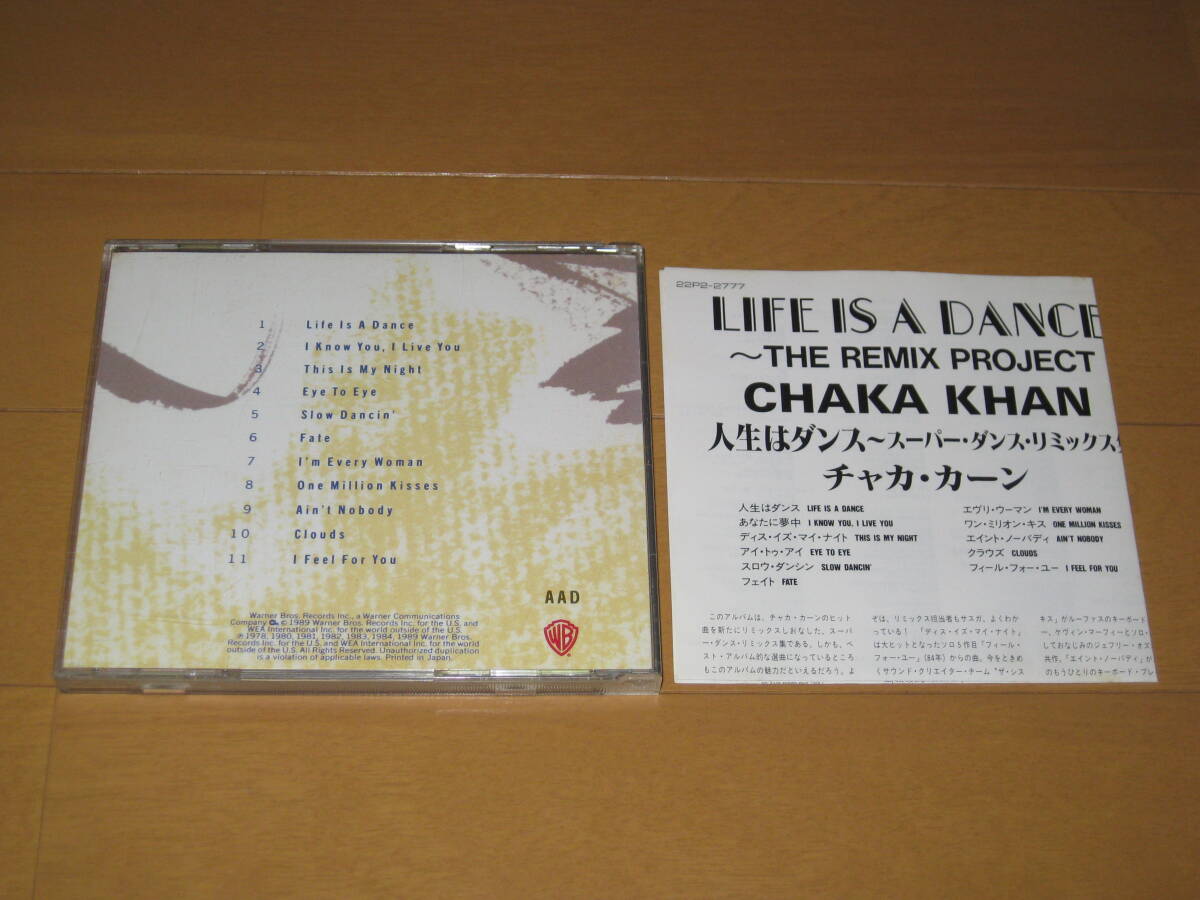 1 Life Is A Dance
2 I Know You, I Live You
3 This Is My Night
4 Eye To Eye
5 Slow Dancin'
6 Fate
7 I'm Every Woman
8 One Million Kisses
9 Ain't Nobody
10 Clouds
11 I Feel For You
AAD
Warner Bros. Records Inc., a Warner Communications
Company © 1989 Warner Bros. Records Inc. for the U.S. and
WEA International Inc. for the world outside of the U.S.
℗ 1978, 1980, 1981, 1982, 1983, 1984, 1989 Warner Bros.
Records Inc. for the U.S. and WEA International Inc. for the world
outside of the U.S. All Rights Reserved. Unauthorized duplication
is a violation of applicable laws. Printed in Japan.
WB
22P2-2777
LIFE IS A DANCE
〜THE REMIX PROJECT
CHAKA KHAN
人生はダンス〜スーパー・ダンス・リミックス
チャカ・カーン
人生はダンス LIFE IS A DANCE
あなたに夢中 I KNOW YOU, I LIVE YOU
ディス・イズ・マイ・ナイト THIS IS MY NIGHT
アイ・トゥ・アイ EYE TO EYE
スロウ・ダンシン SLOW DANCIN'
フェイト FATE
エヴリ・ウーマン I'M EVERY WOMAN
ワン・ミリオン・キス ONE MILLION KISSES
エイント・ノーバディ AIN'T NOBODY
クラウズ CLOUDS
フィール・フォー・ユー I FEEL FOR YOU
このアルバムは、チャカ・カーンのヒット
曲を新たにリミックスしおなした、スーパ
ー・ダンス・リミックス集である。しかも、ベ
スト・アルバム的な選曲になっているところ
もこのアルバムの魅力だといえるだろう。よ
ぞは、リミックス担当者もサスガ、よくわか
っている！「ディス・イズ・マイ・ナイト」
は大ヒットとなったソロ5作目「フィール・
フォー・ユー」(84年)からの曲。今をときめ
くサウンド・クリエイター・チーム"ザ・シス
キス」がルーファスのキーボード
ー、ケヴィン・マーフィーとソロ・
しておなじみのジェフリー・オズ
共作。「エイント・ノーバディ」が
のもうひとりのキーボード・プレ